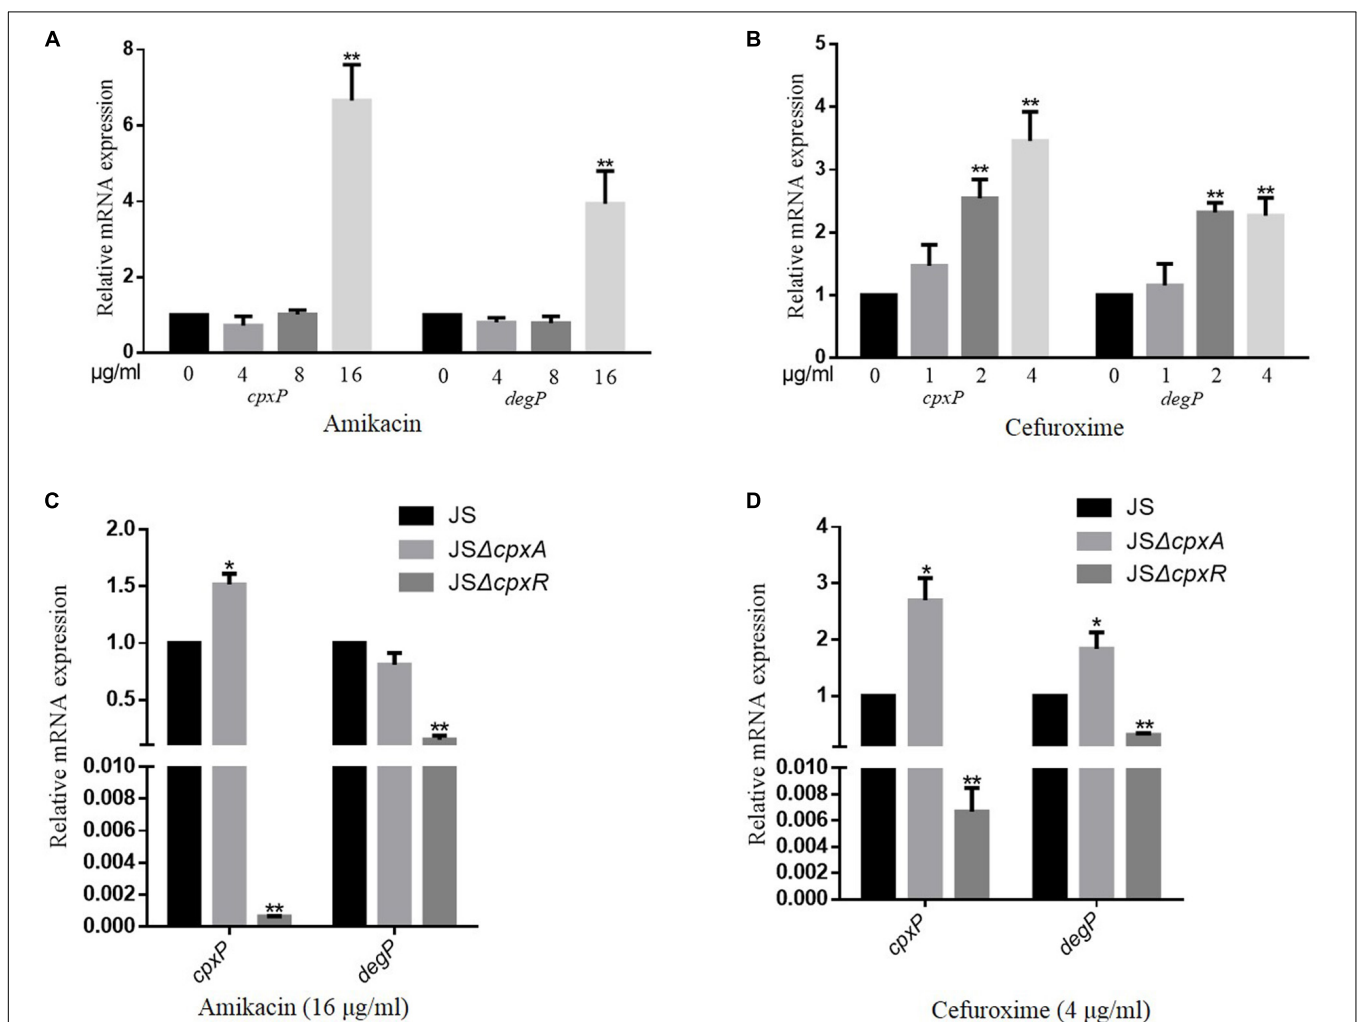 A
Relative mRNA expression
8
6
4
2
0
**
**
µg/ml 0 4 8 16 0 4 8 16
cpxP degP
Amikacin
B
Relative mRNA expression
5
4
3
2
1
0
**
**
**
**
µg/ml 0 1 2 4 0 1 2 4
cpxP degP
Cefuroxime
C
JS
JSΔcpxA
JSΔcpxR
Relative mRNA expression
2.0
1.5
1.0
0.5
0.010
0.008
0.006
0.004
0.002
0.000
*
**
**
cpxP degP
Amikacin (16 µg/ml)
D
JS
JSΔcpxA
JSΔcpxR
Relative mRNA expression
4
3
2
1
0.010
0.008
0.006
0.004
0.002
0.000
*
**
*
**
cpxP degP
Cefuroxime (4 µg/ml)